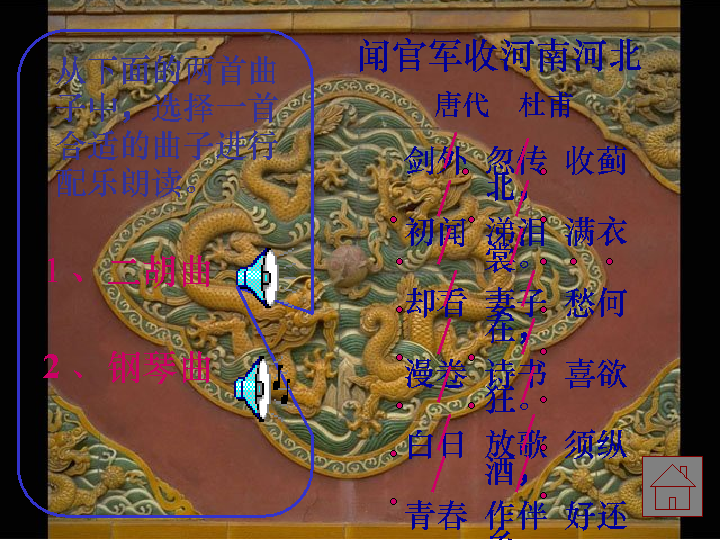 从下面的两首曲
子中，选择一首
合适的曲子进行
配乐朗读。
1、二胡曲
2、钢琴曲
闻官军收河南河北
唐代 杜甫
剑外 忽传 收蓟
北，
初闻 涕泪 满衣
裳。
却看 妻子 愁何
在，
漫卷 诗书 喜欲
狂。
白日 放歌 须纵
酒，
青春 作伴 好还